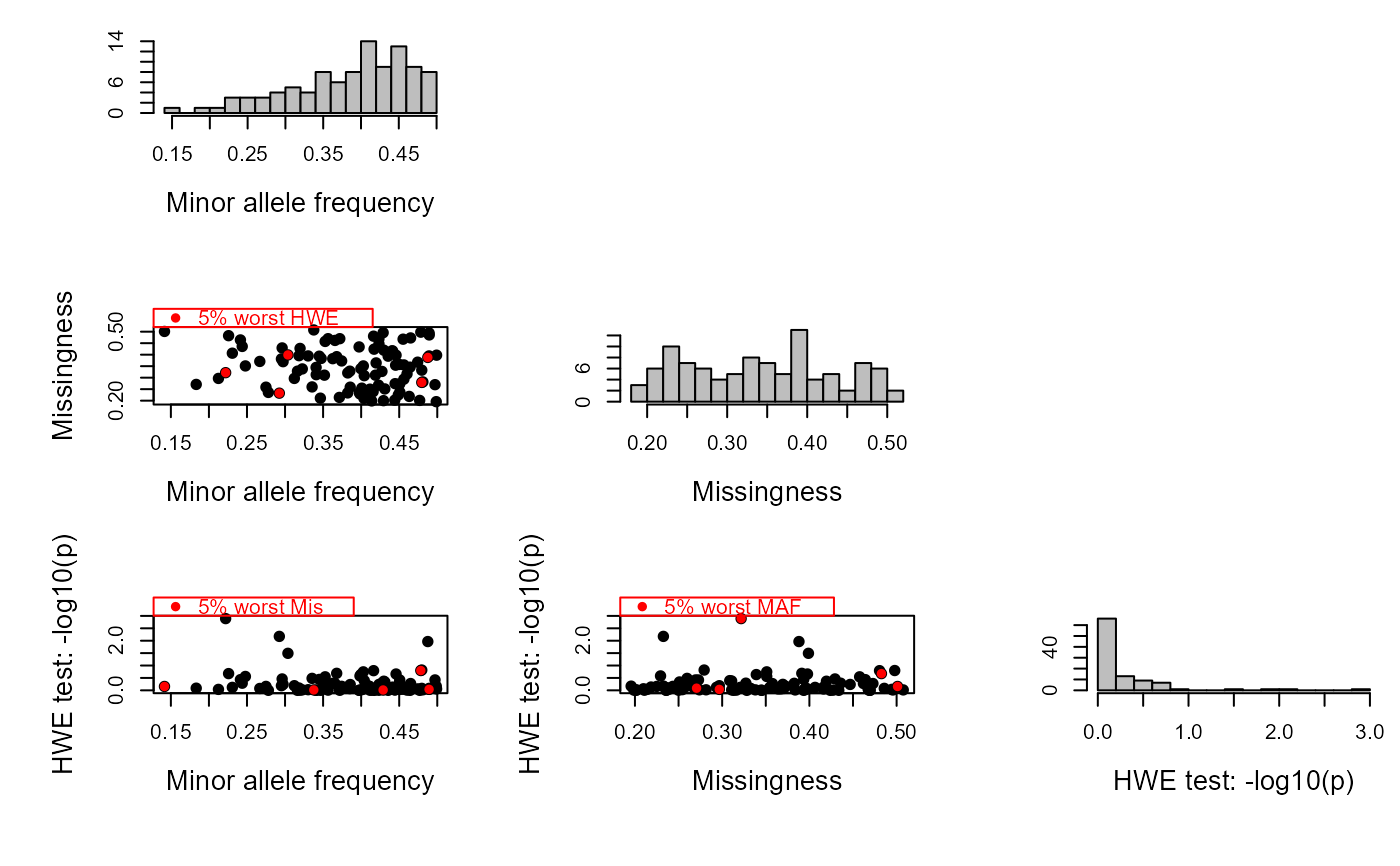 14
6
0
0.15 0.25 0.35 0.45
Minor allele frequency
Missingness
0.50
0.20
5% worst HWE
0.15 0.25 0.35 0.45
Minor allele frequency
6
0
0.20 0.30 0.40 0.50
Missingness
HWE test: -log10(p)
2.0
0.0
5% worst Mis
0.15 0.25 0.35 0.45
Minor allele frequency
HWE test: -log10(p)
2.0
0.0
5% worst MAF
0.20 0.30 0.40 0.50
Missingness
40
0
0.0 1.0 2.0 3.0
HWE test: -log10(p)